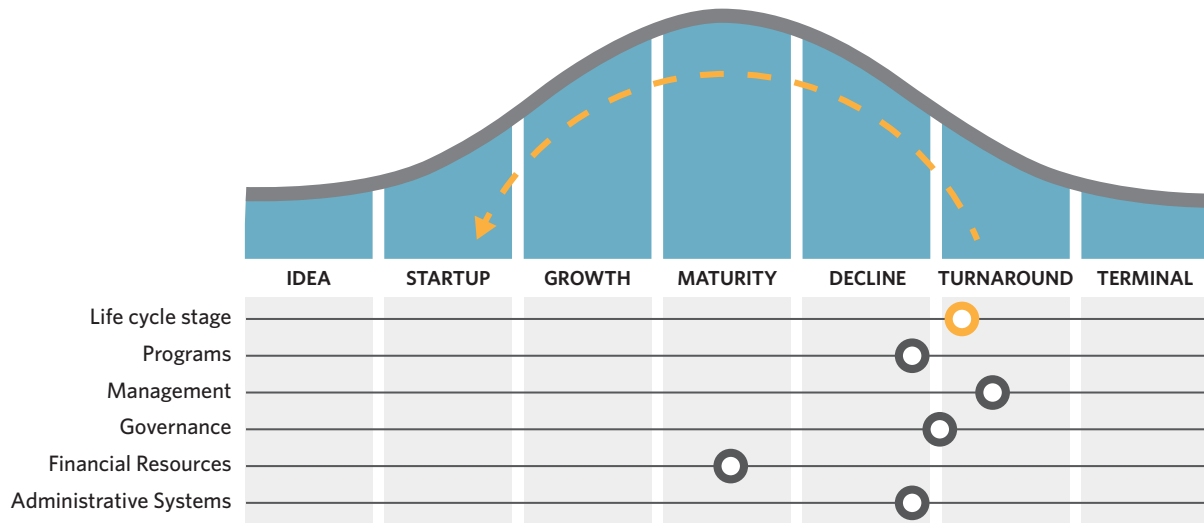 IDEA STARTUP GROWTH MATURITY DECLINE TURNAROUND TERMINAL
Life cycle stage
Programs
Management
Governance
Financial Resources
Administrative Systems